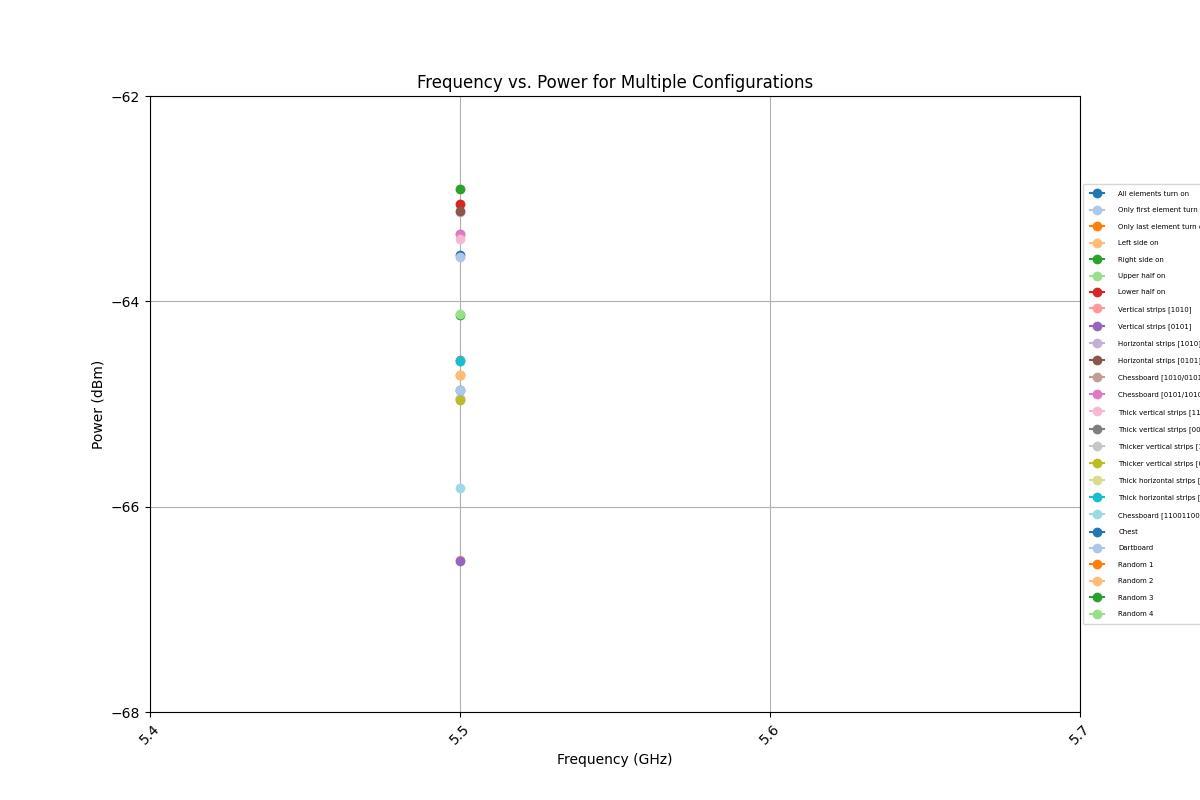 Frequency vs. Power for Multiple Configurations
−62
−64
−66
−68
Power (dBm)
5.4
5.5
5.6
5.7
Frequency (GHz)
All elements turn on
Only first element turn
Only last element turn
Left side on
Right side on
Upper half on
Lower half on
Vertical strips [1010]
Vertical strips [0101]
Horizontal strips [1010]
Horizontal strips [0101]
Chessboard [1010/0101
Chessboard [0101/1010
Thick vertical strips [11
Thick vertical strips [00
Thicker vertical strips [
Thicker vertical strips [
Thick horizontal strips [
Thick horizontal strips [
Chessboard [11001100
Chest
Dartboard
Random 1
Random 2
Random 3
Random 4